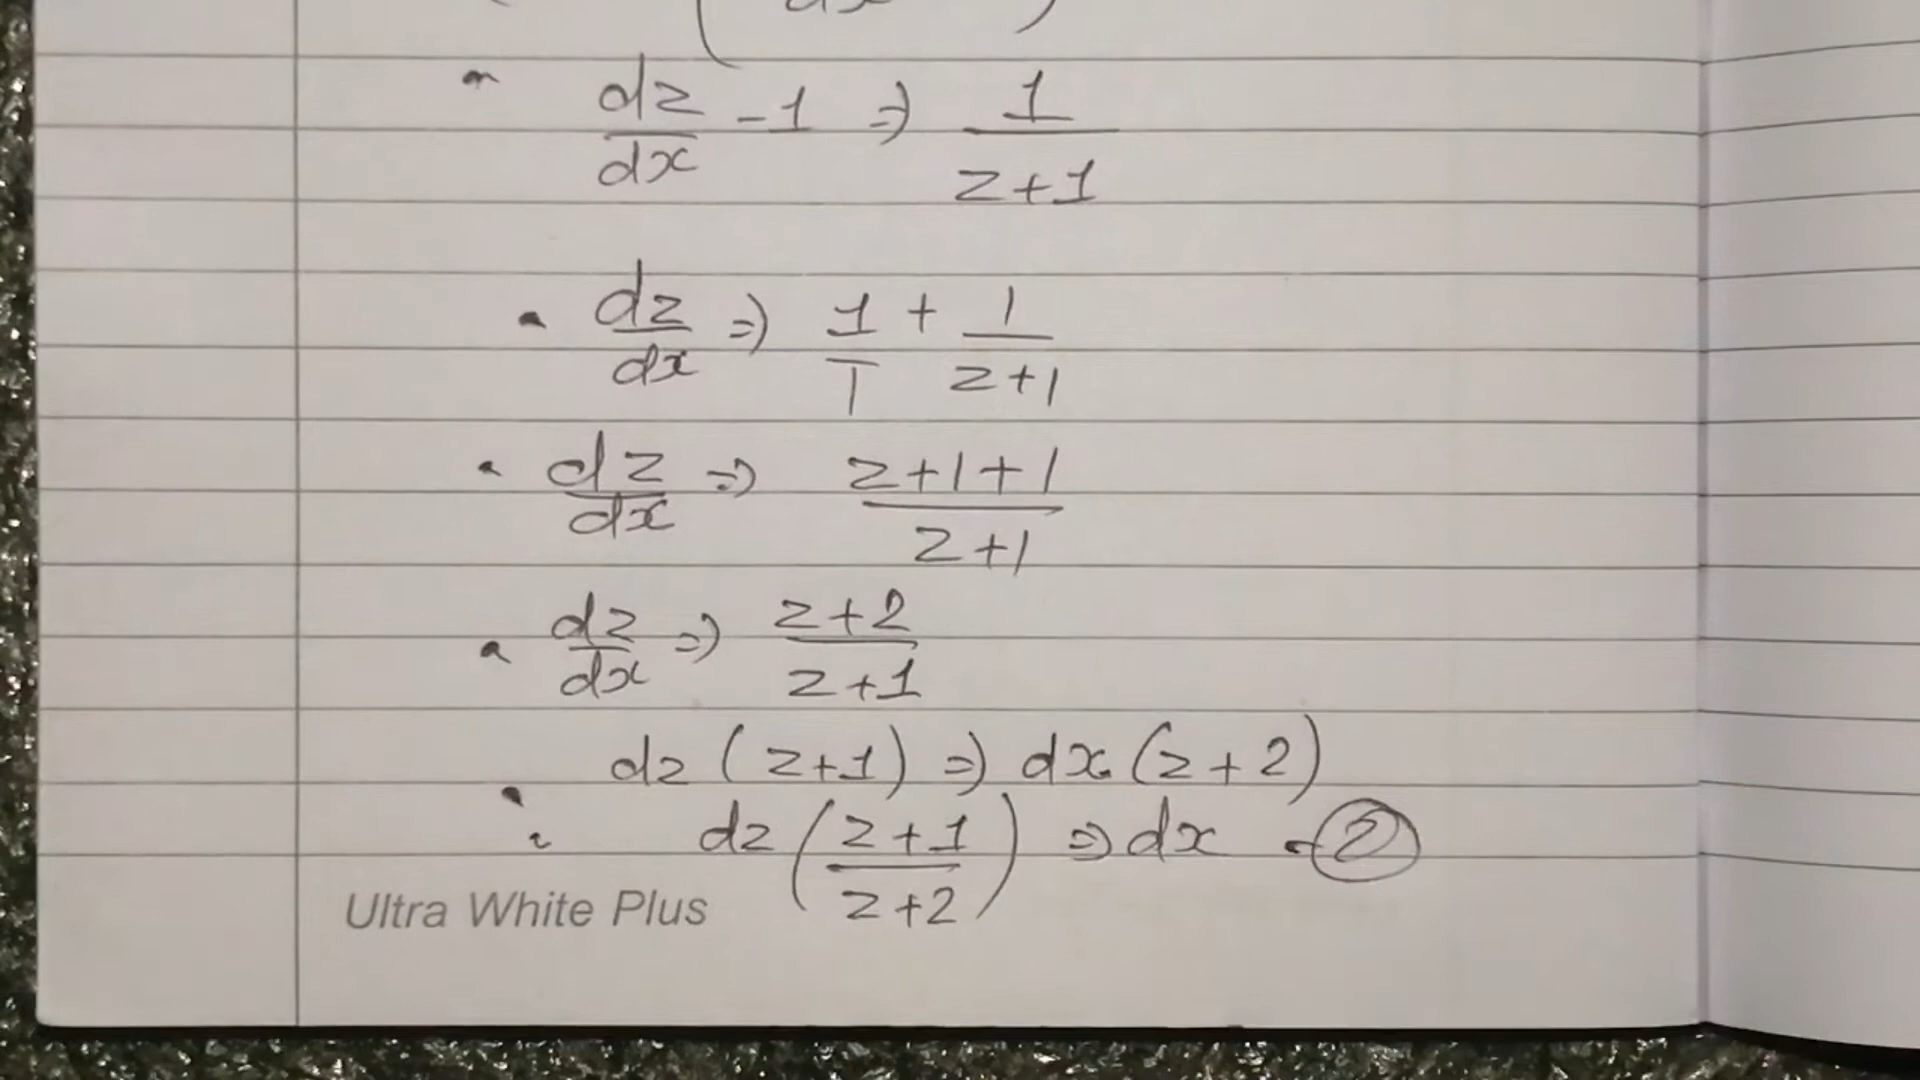 dx
dz/dx - 1 => 1/(z+1)
dz/dx => 1/1 + 1/(z+1)
dz/dx => (z+1+1)/(z+1)
dz/dx => (z+2)/(z+1)
dz (z+1) => dx (z+2)
dz ((z+1)/(z+2)) => dx - ②
Ultra White Plus